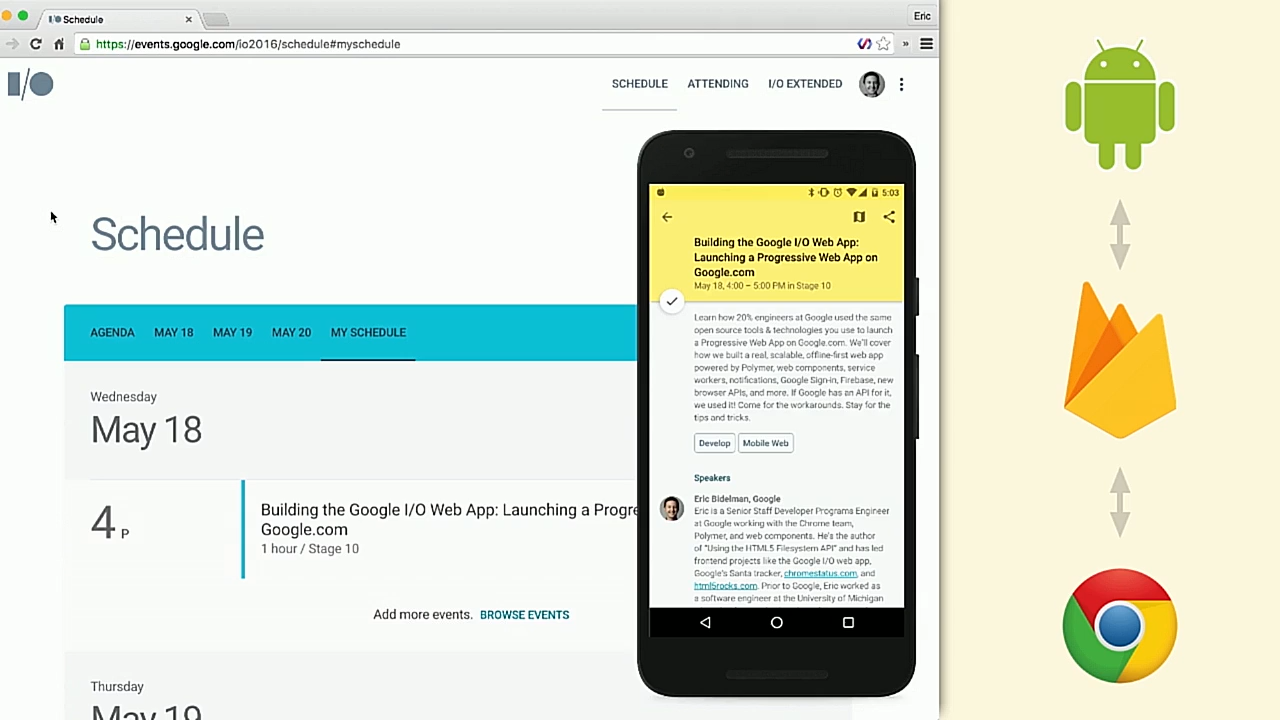 I/O Schedule
Eric
https://events.google.com/io2016/schedule#myschedule
I/O
SCHEDULE ATTENDING I/O EXTENDED
Schedule
AGENDA MAY 18 MAY 19 MAY 20 MY SCHEDULE
Wednesday
May 18
4 P
Building the Google I/O Web App: Launching a Progre
Google.com
1 hour / Stage 10
Add more events. BROWSE EVENTS
Thursday
May 19
5:03
Building the Google I/O Web App:
Launching a Progressive Web App on
Google.com
May 18, 4:00 – 5:00 PM in Stage 10
Learn how 20% engineers at Google used the same
open source tools & technologies you use to launch
a Progressive Web App on Google.com. We'll cover
how we built a real, scalable, offline-first web app
powered by Polymer, web components, service
workers, notifications, Google Sign-in, Firebase, new
browser APIs, and more. If Google has an API for it,
we used it! Come for the workarounds. Stay for the
tips and tricks.
Develop Mobile Web
Speakers
Eric Bidelman, Google
Eric is a Senior Staff Developer Programs Engineer
at Google working with the Chrome team,
Polymer, and web components. He's the author
of "Using the HTML5 Filesystem API" and has led
frontend projects like the Google I/O web app,
Google's Santa tracker, chromestatus.com, and
html5rocks.com. Prior to Google, Eric worked as
a software engineer at the University of Michigan